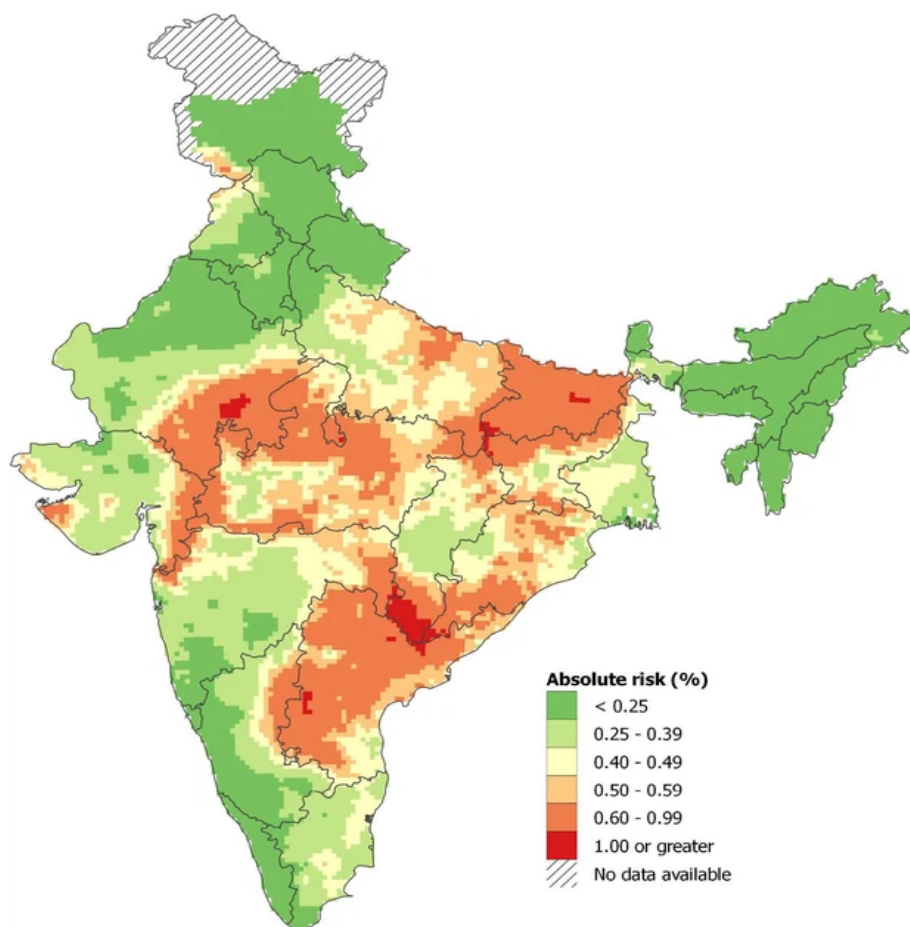 Absolute risk (%)
< 0.25
0.25 - 0.39
0.40 - 0.49
0.50 - 0.59
0.60 - 0.99
1.00 or greater
No data available